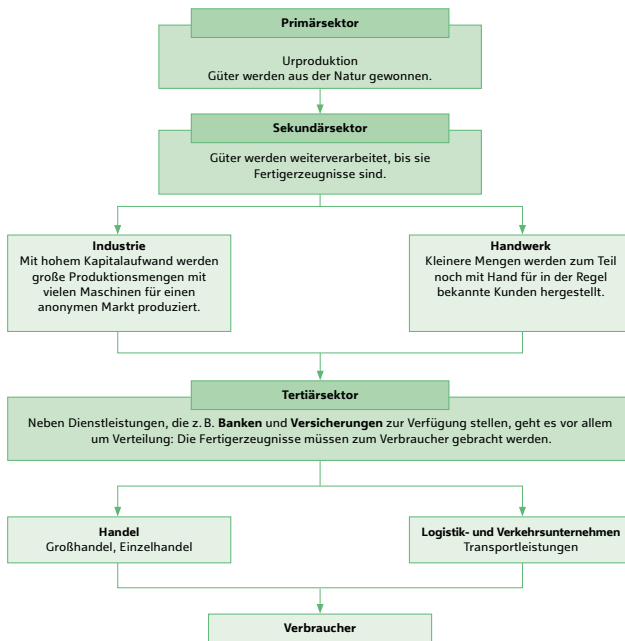 Primärsektor
Urproduktion
Güter werden aus der Natur gewonnen.
Sekundärsektor
Güter werden weiterverarbeitet, bis sie
Fertigerzeugnisse sind.
Industrie
Mit hohem Kapitalaufwand werden
große Produktionsmengen mit
vielen Maschinen für einen
anonymen Markt produziert.
Handwerk
Kleinere Mengen werden zum Teil
noch mit Hand für in der Regel
bekannte Kunden hergestellt.
Tertiärsektor
Neben Dienstleistungen, die z. B. Banken und Versicherungen zur Verfügung stellen, geht es vor allem
um Verteilung: Die Fertigerzeugnisse müssen zum Verbraucher gebracht werden.
Handel
Großhandel, Einzelhandel
Logistik- und Verkehrsunternehmen
Transportleistungen
Verbraucher